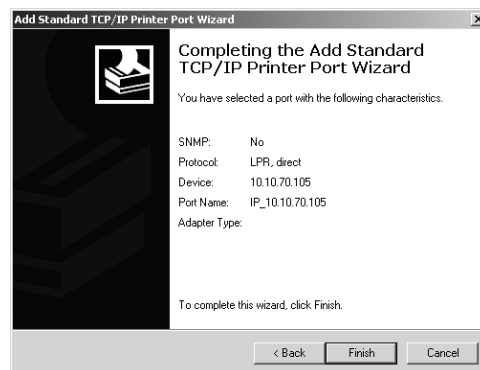 Add Standard TCP/IP Printer Port Wizard
Completing the Add Standard
TCP/IP Printer Port Wizard
You have selected a port with the following characteristics.
SNMP: No
Protocol: LPR, direct
Device: 10.10.70.105
Port Name: IP_10.10.70.105
Adapter Type:
To complete this wizard, click Finish.
< Back Finish Cancel